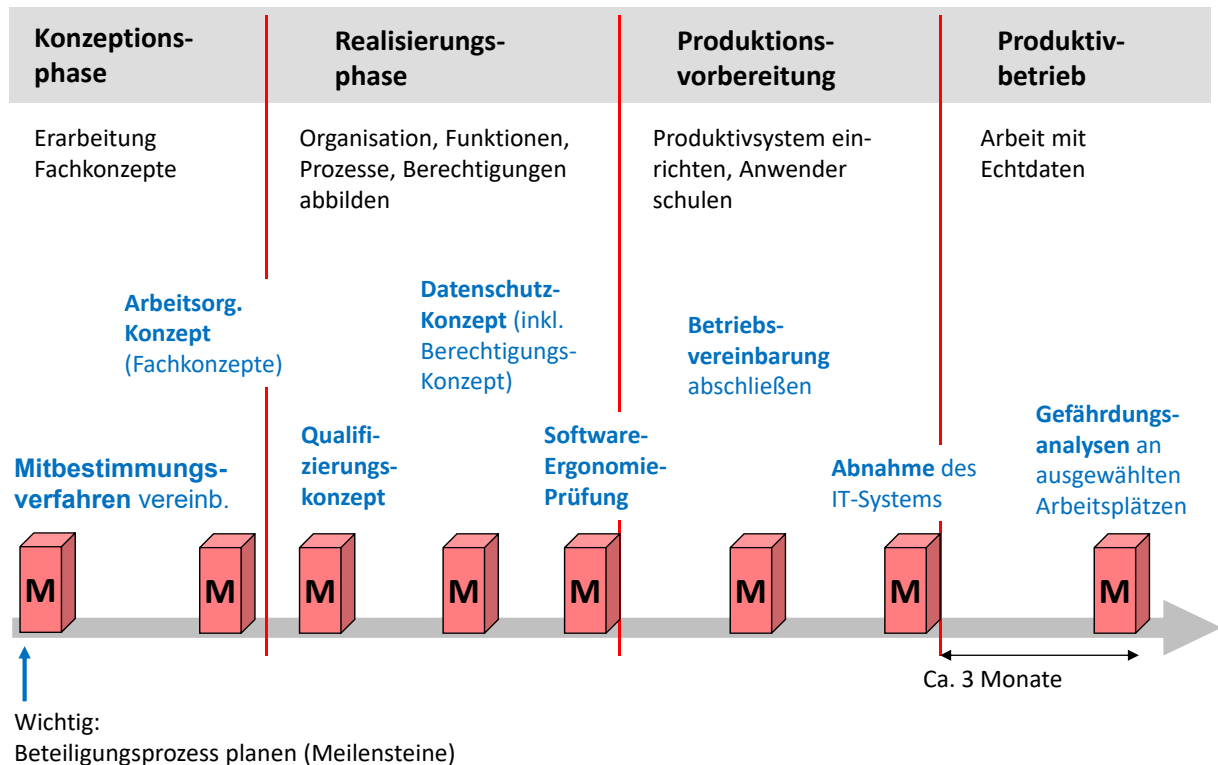 Konzeptions-
phase
Realisierungs-
phase
Produktions-
vorbereitung
Produktiv-
betrieb
Erarbeitung
Fachkonzepte
Organisation, Funktionen,
Prozesse, Berechtigungen
abbilden
Produktivsystem ein-
richten, Anwender
schulen
Arbeit mit
Echtdaten
Mitbestimmungs-
verfahren vereinb.
Arbeitsorg.
Konzept
(Fachkonzepte)
Qualifi-
zierungs-
konzept
Datenschutz-
Konzept (inkl.
Berechtigungs-
Konzept)
Software-
Ergonomie-
Prüfung
Betriebs-
vereinbarung
abschließen
Abnahme des
IT-Systems
Gefährdungs-
analysen an
ausgewählten
Arbeitsplätzen
M
M
M
M
M
M
M
M
Ca. 3 Monate
Wichtig:
Beteiligungsprozess planen (Meilensteine)